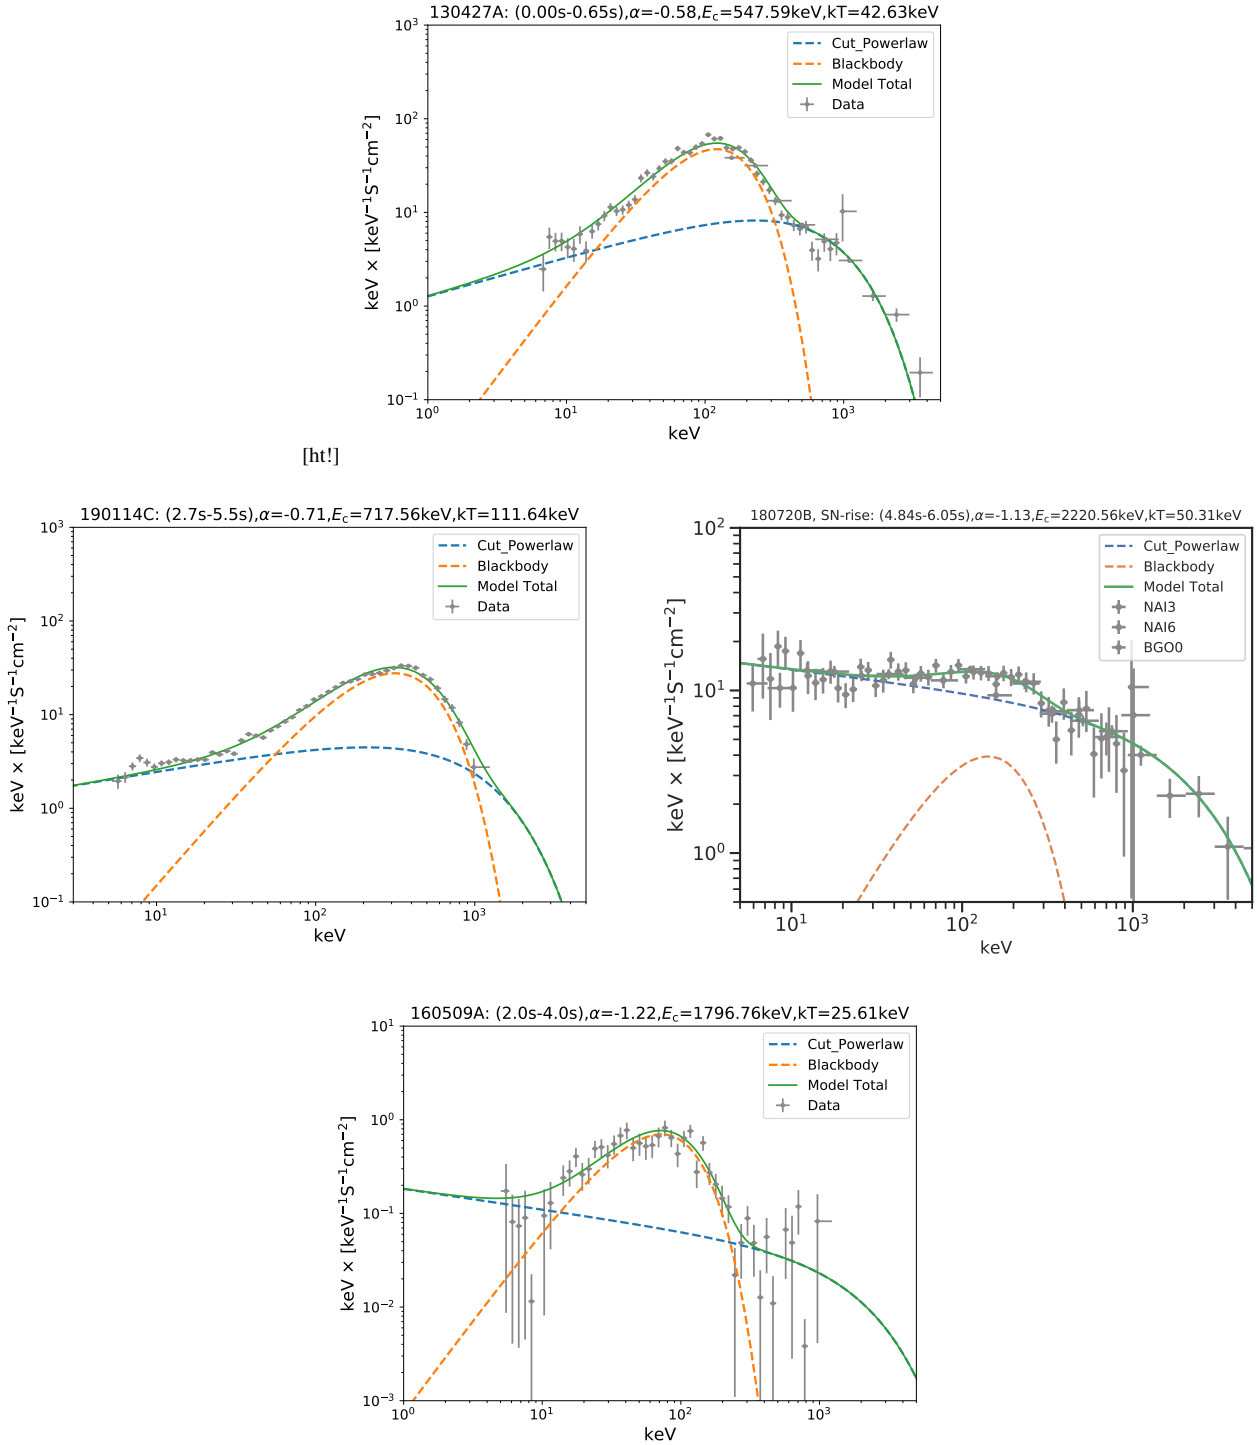 130427A: (0.00s-0.65s),α=-0.58,E_c=547.59keV,kT=42.63keV
10³
10²
10¹
10⁰
10⁻¹
keV × [keV⁻¹S⁻¹cm⁻²]
Cut_Powerlaw
Blackbody
Model Total
Data
10⁰ 10¹ 10² 10³
keV
[ht!]
190114C: (2.7s-5.5s),α=-0.71,E_c=717.56keV,kT=111.64keV
10³
10²
10¹
10⁰
10⁻¹
keV × [keV⁻¹S⁻¹cm⁻²]
Cut_Powerlaw
Blackbody
Model Total
Data
10¹ 10² 10³
keV
180720B, SN-rise: (4.84s-6.05s),α=-1.13,E_c=2220.56keV,kT=50.31keV
10²
10¹
10⁰
keV × [keV⁻¹S⁻¹cm⁻²]
Cut_Powerlaw
Blackbody
Model Total
NAI3
NAI6
BGO0
10¹ 10² 10³
keV
160509A: (2.0s-4.0s),α=-1.22,E_c=1796.76keV,kT=25.61keV
10¹
10⁰
10⁻¹
10⁻²
10⁻³
keV × [keV⁻¹S⁻¹cm⁻²]
Cut_Powerlaw
Blackbody
Model Total
Data
10⁰ 10¹ 10² 10³
keV